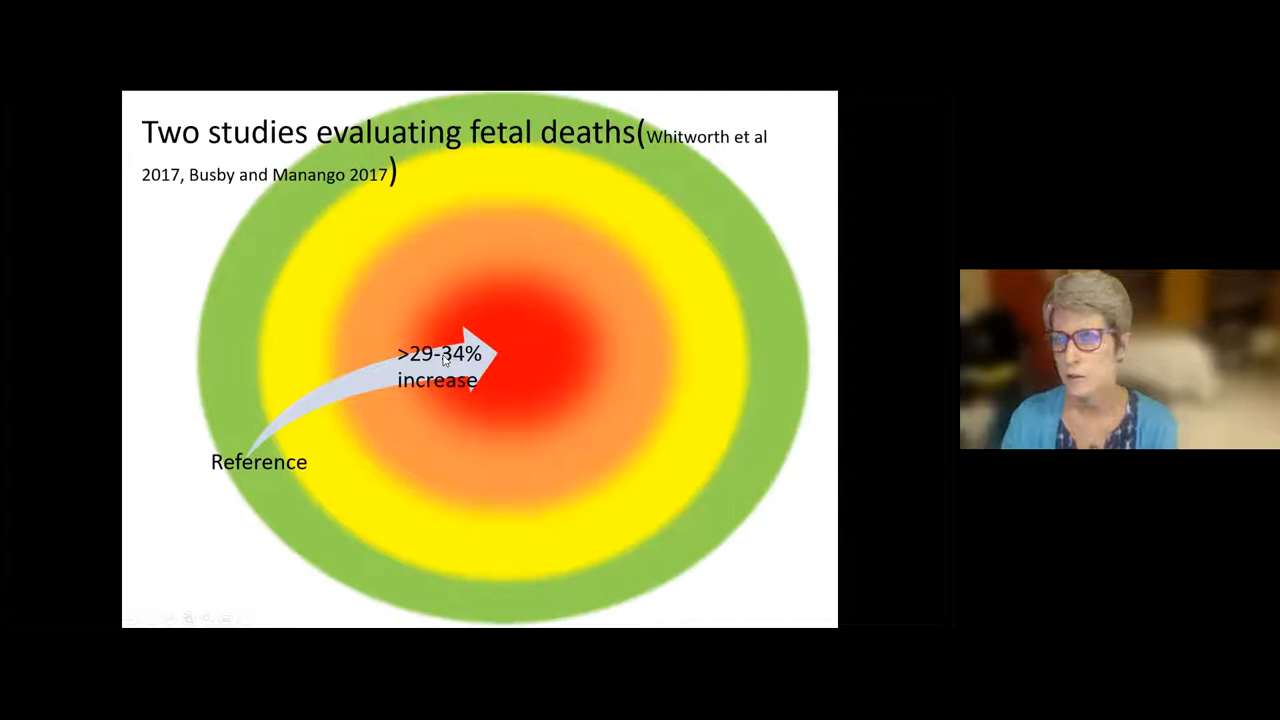 Two studies evaluating fetal deaths(Whitworth et al
2017, Busby and Manango 2017)
>29-34%
increase
Reference